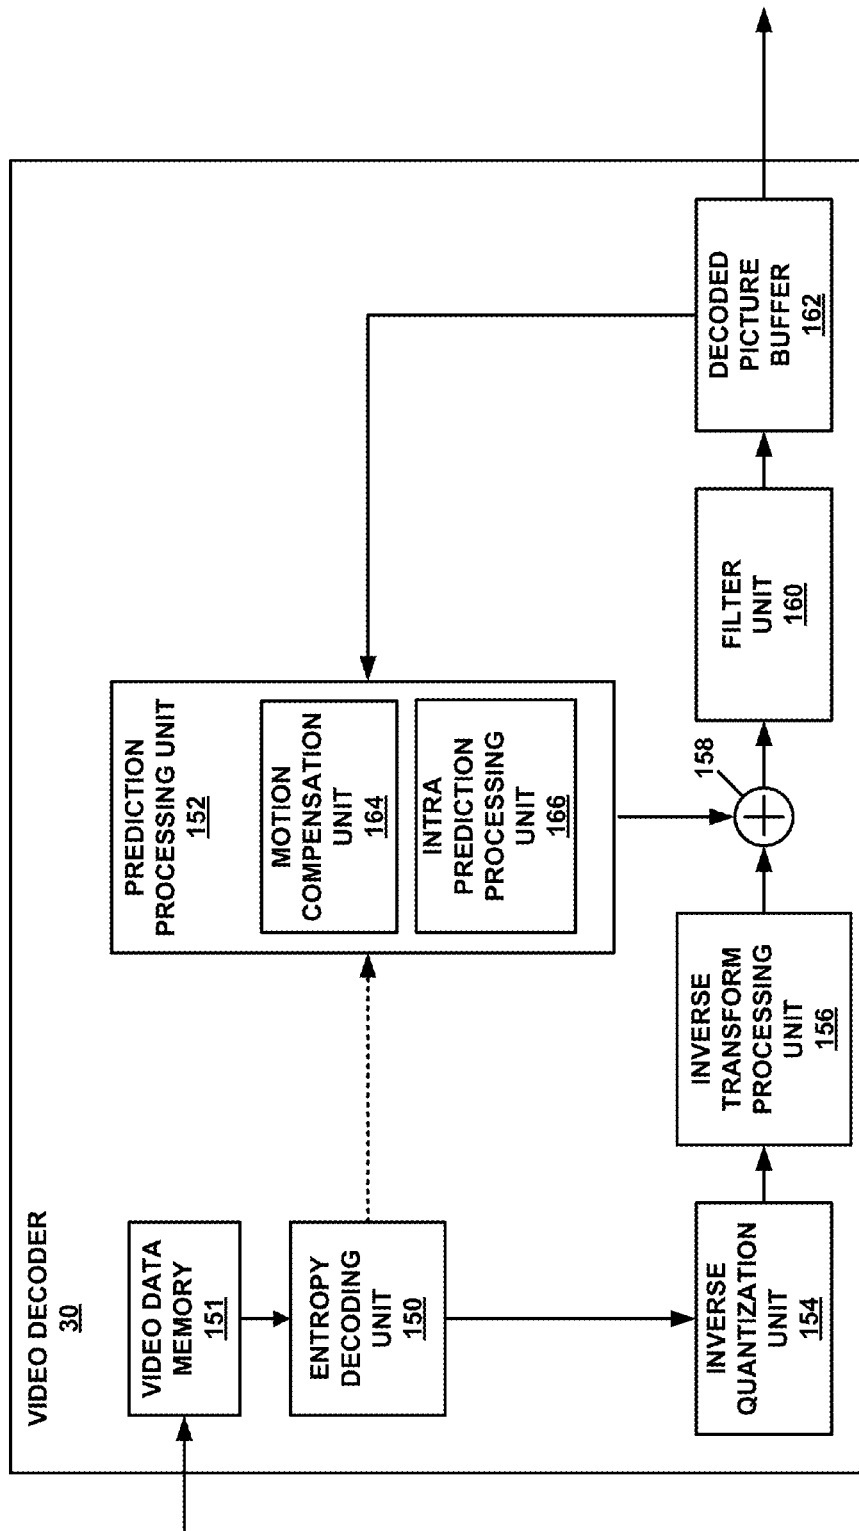 VIDEO DECODER
30
VIDEO DATA
MEMORY
151
ENTROPY
DECODING
UNIT
150
PREDICTION
PROCESSING UNIT
152
MOTION
COMPENSATION
UNIT
164
INTRA
PREDICTION
PROCESSING
UNIT
166
INVERSE
QUANTIZATION
UNIT
154
INVERSE
TRANSFORM
PROCESSING
UNIT
156
158
FILTER
UNIT
160
DECODED
PICTURE
BUFFER
162